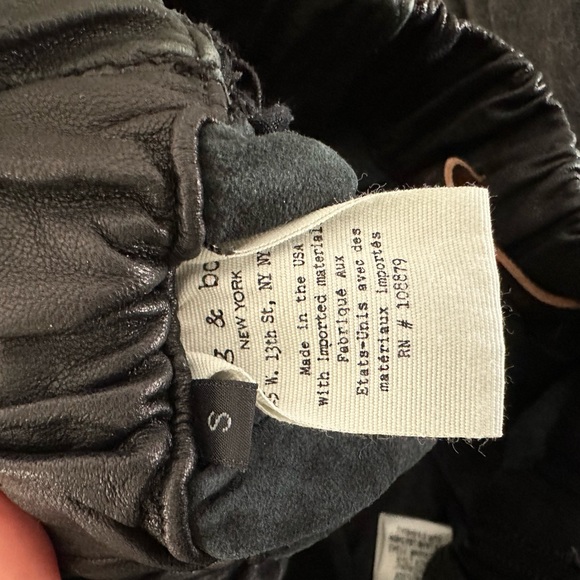 & bo
NEW YORK
5 W. 13th St, NY NY
Made in the USA
with imported material
Fabriqué Aux
Etats-Unis avec des
matériaux importés
RN # 108879
S